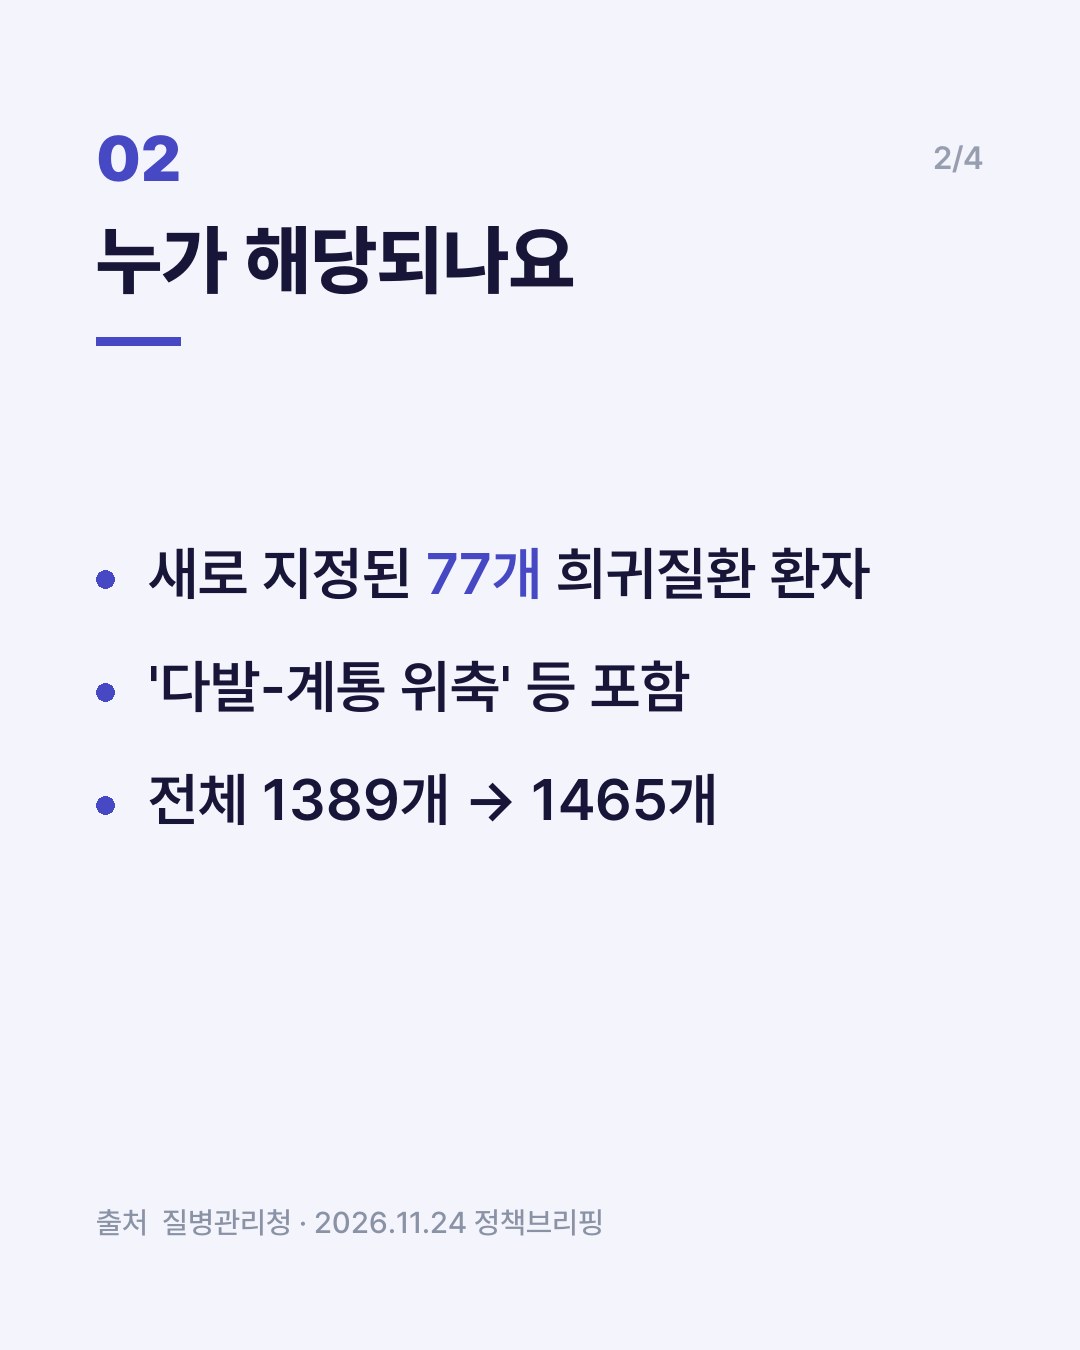 02
2/4
누가 해당되나요
새로 지정된 77개 희귀질환 환자
'다발-계통 위축' 등 포함
전체 1389개 → 1465개
출처 질병관리청 · 2026.11.24 정책브리핑